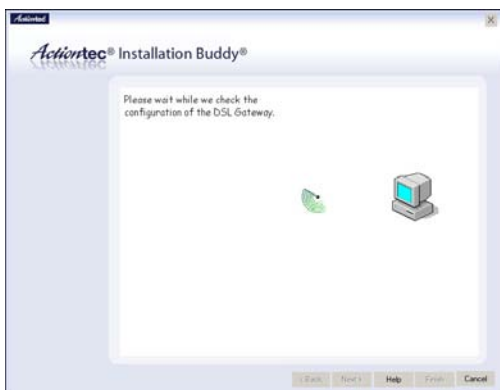 Actiontec
Actiontec® Installation Buddy®
Please wait while we check the
configuration of the DSL Gateway.
< Back Next > Help Finish Cancel